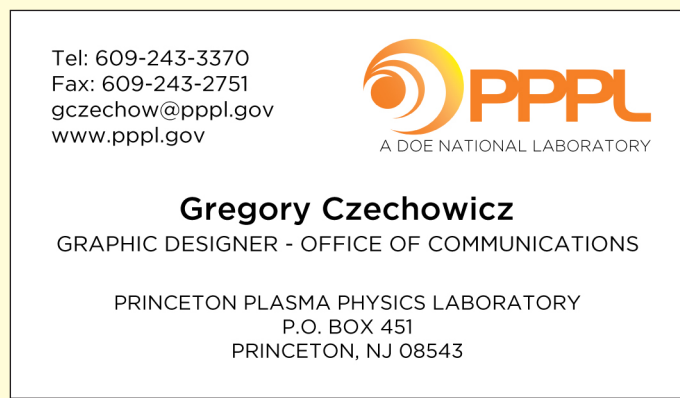 Tel: 609-243-3370
Fax: 609-243-2751
gczechow@pppl.gov
www.pppl.gov
PPPL
A DOE NATIONAL LABORATORY
Gregory Czechowicz
GRAPHIC DESIGNER - OFFICE OF COMMUNICATIONS
PRINCETON PLASMA PHYSICS LABORATORY
P.O. BOX 451
PRINCETON, NJ 08543